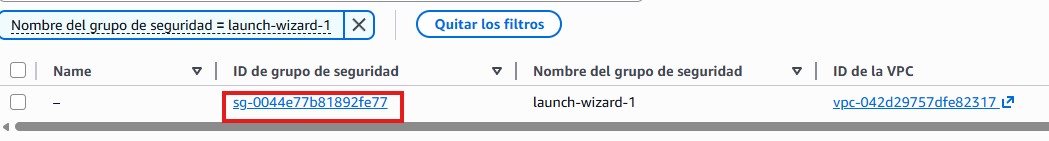 Nombre del grupo de seguridad = launch-wizard-1
Quitar los filtros
Name ID de grupo de seguridad Nombre del grupo de seguridad ID de la VPC
– sg-0044e77b81892fe77 launch-wizard-1 vpc-042d29757dfe82317